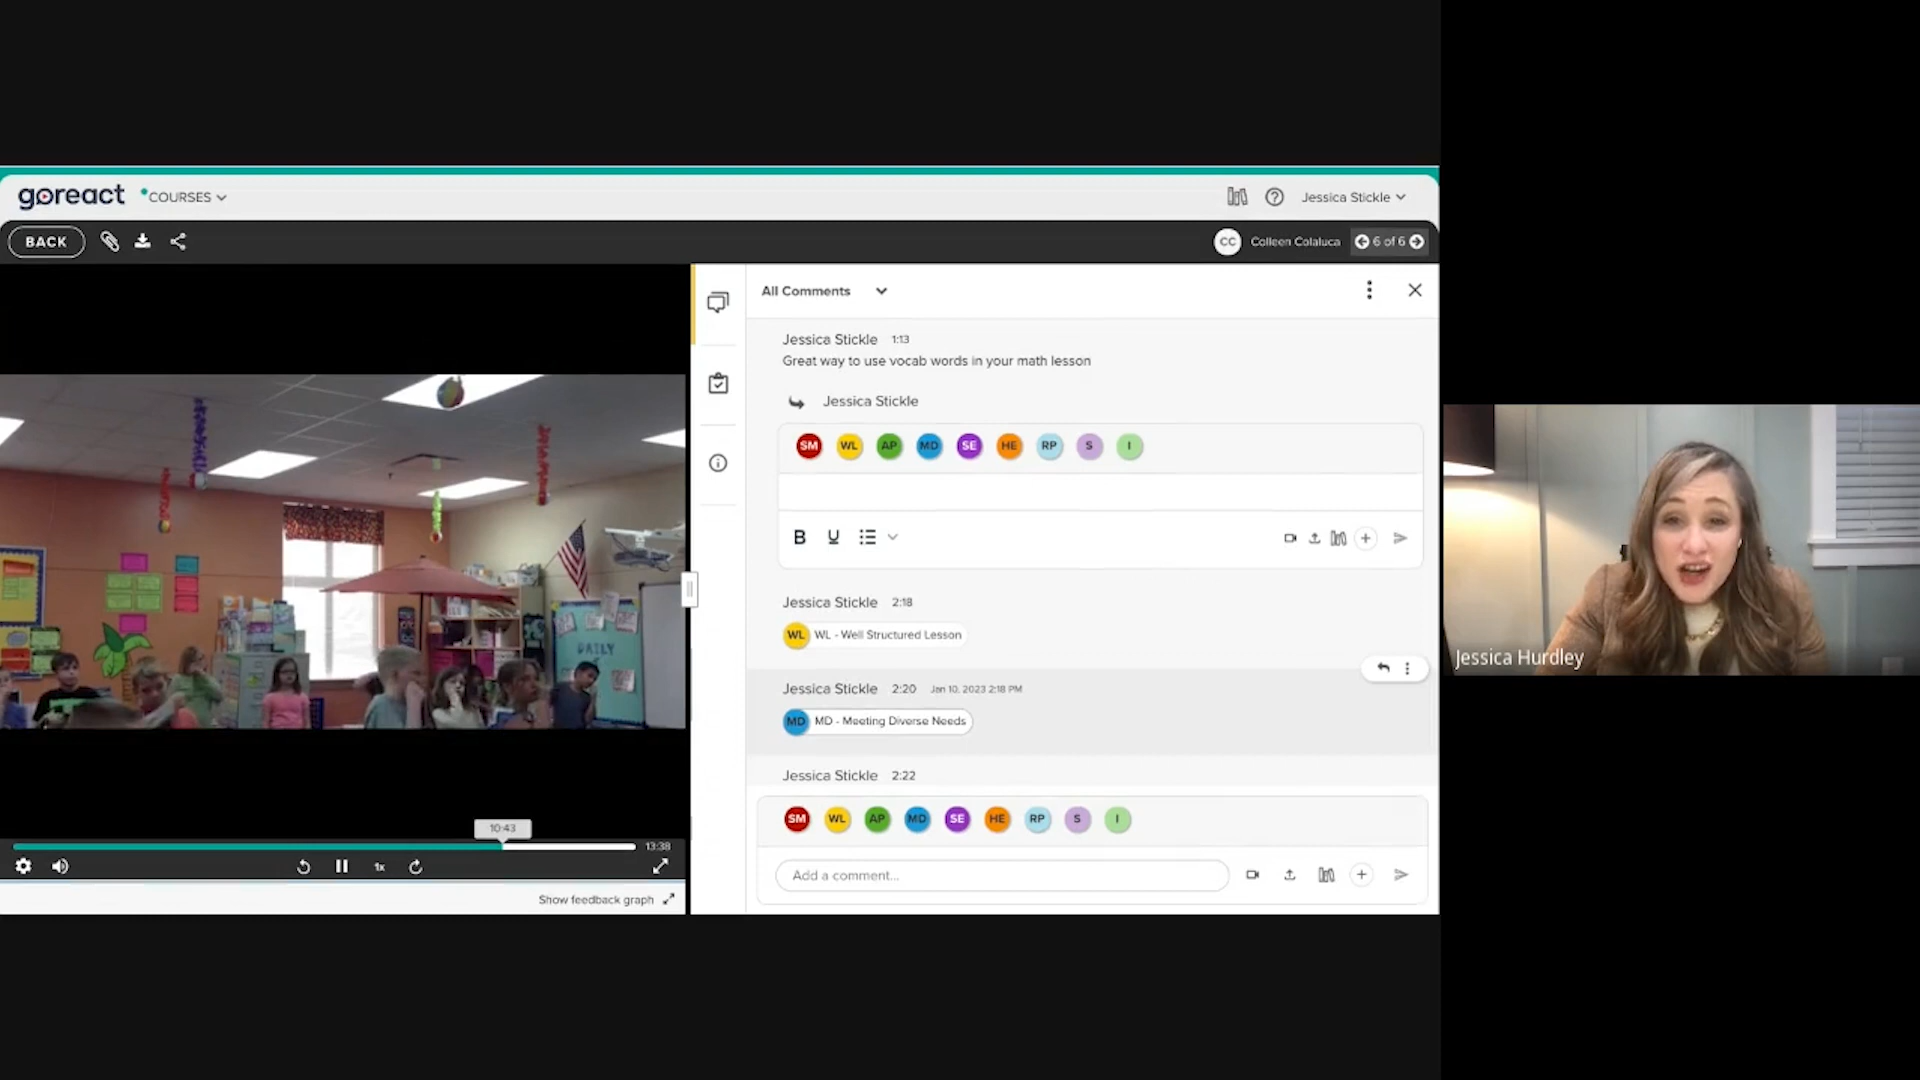 goreact
COURSES
Jessica Stickle
BACK
CC Colleen Colaluca 6 of 6
All Comments
Jessica Stickle 1:13
Great way to use vocab words in your math lesson
Jessica Stickle
SM WL AP MD SE HE RP S I
B U
Jessica Stickle 2:18
WL WL - Well Structured Lesson
Jessica Stickle 2:20 Jan 10, 2023 2:18 PM
MD MD - Meeting Diverse Needs
Jessica Stickle 2:22
SM WL AP MD SE HE RP S I
Add a comment...
DAILY
10:43
13:38
1x
Show feedback graph
Jessica Hurdley